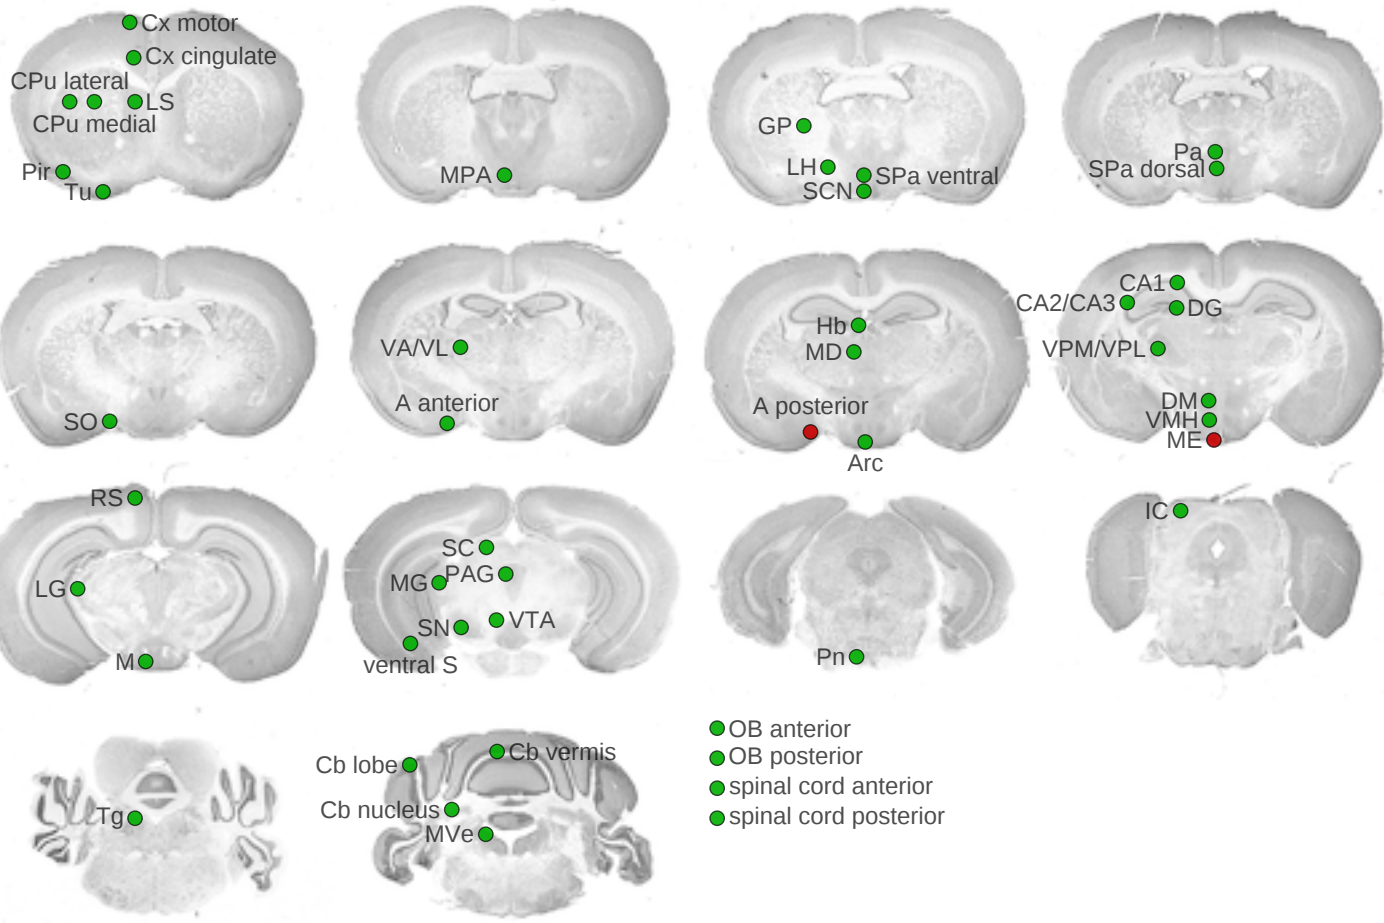 Cx motor
Cx cingulate
CPu lateral
LS
CPu medial
Pir
Tu
MPA
GP
LH
SPa ventral
SCN
Pa
SPa dorsal
SO
VA/VL
A anterior
Hb
MD
A posterior
Arc
CA1
CA2/CA3
DG
VPM/VPL
DM
VMH
ME
RS
LG
M
SC
MG
PAG
SN
VTA
ventral S
Pn
IC
Tg
Cb lobe
Cb vermis
Cb nucleus
MVe
OB anterior
OB posterior
spinal cord anterior
spinal cord posterior